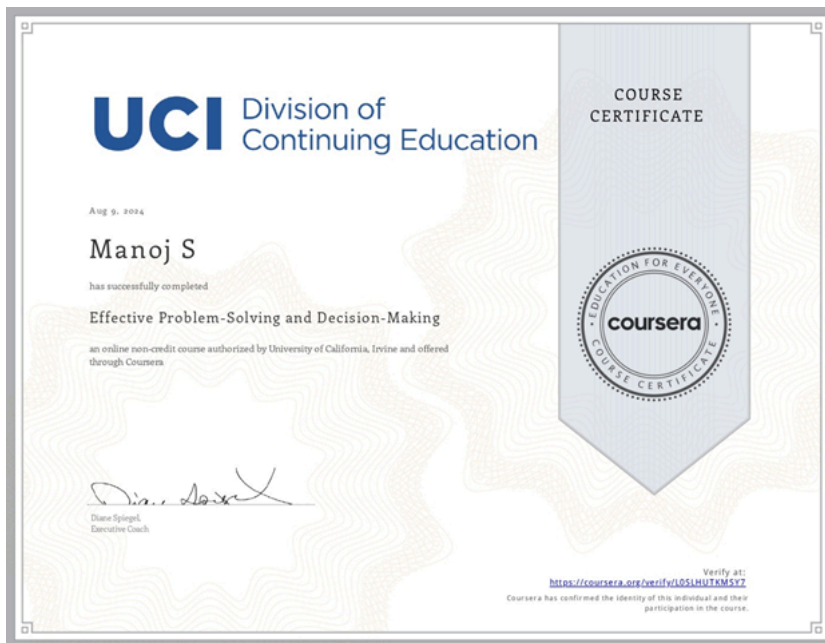 UCI Division of
Continuing Education
COURSE
CERTIFICATE
Aug 9, 2024
Manoj S
has successfully completed
Effective Problem-Solving and Decision-Making
an online non-credit course authorized by University of California, Irvine and offered
through Coursera
EDUCATION FOR EVERYONE
coursera
COURSE CERTIFICATE
Diane Spiegel,
Executive Coach
Verify at:
https://coursera.org/verify/L0SLHUTKMSY7
Coursera has confirmed the identity of this individual and their
participation in the course.